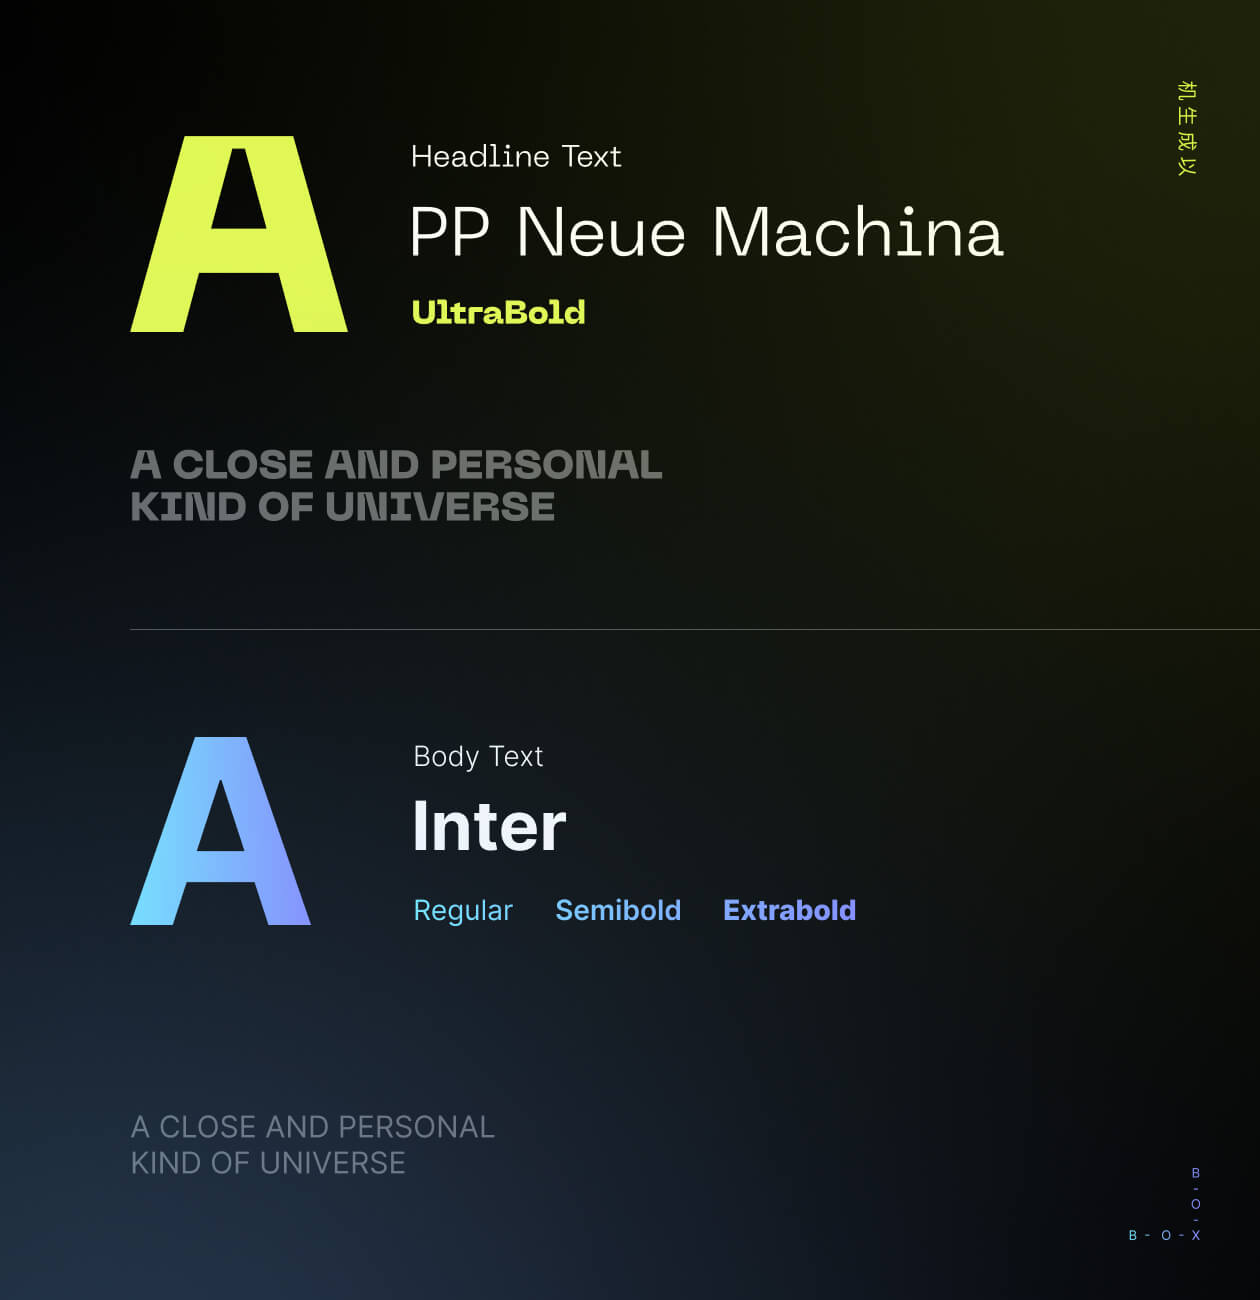 机生成以
A
Headline Text
PP Neue Machina
UltraBold
A CLOSE AND PERSONAL
KIND OF UNIVERSE
A
Body Text
Inter
Regular Semibold Extrabold
A CLOSE AND PERSONAL
KIND OF UNIVERSE
B
-
O
-
B - O - X